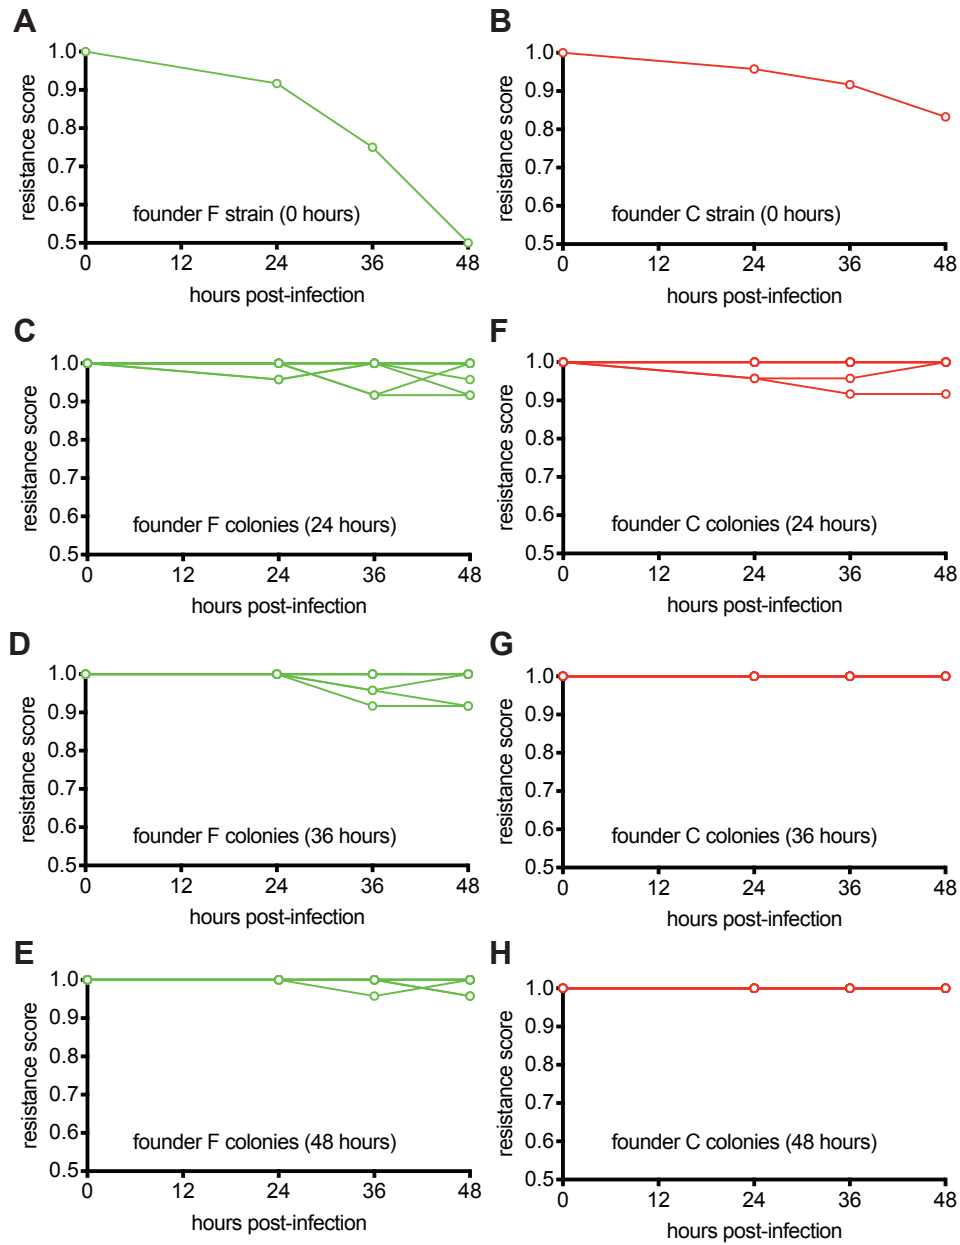 A
1.0
0.9
0.8
0.7
0.6
0.5
resistance score
founder F strain (0 hours)
0 12 24 36 48
hours post-infection
B
1.0
0.9
0.8
0.7
0.6
0.5
resistance score
founder C strain (0 hours)
0 12 24 36 48
hours post-infection
C
1.0
0.9
0.8
0.7
0.6
0.5
resistance score
founder F colonies (24 hours)
0 12 24 36 48
hours post-infection
F
1.0
0.9
0.8
0.7
0.6
0.5
resistance score
founder C colonies (24 hours)
0 12 24 36 48
hours post-infection
D
1.0
0.9
0.8
0.7
0.6
0.5
resistance score
founder F colonies (36 hours)
0 12 24 36 48
hours post-infection
G
1.0
0.9
0.8
0.7
0.6
0.5
resistance score
founder C colonies (36 hours)
0 12 24 36 48
hours post-infection
E
1.0
0.9
0.8
0.7
0.6
0.5
resistance score
founder F colonies (48 hours)
0 12 24 36 48
hours post-infection
H
1.0
0.9
0.8
0.7
0.6
0.5
resistance score
founder C colonies (48 hours)
0 12 24 36 48
hours post-infection